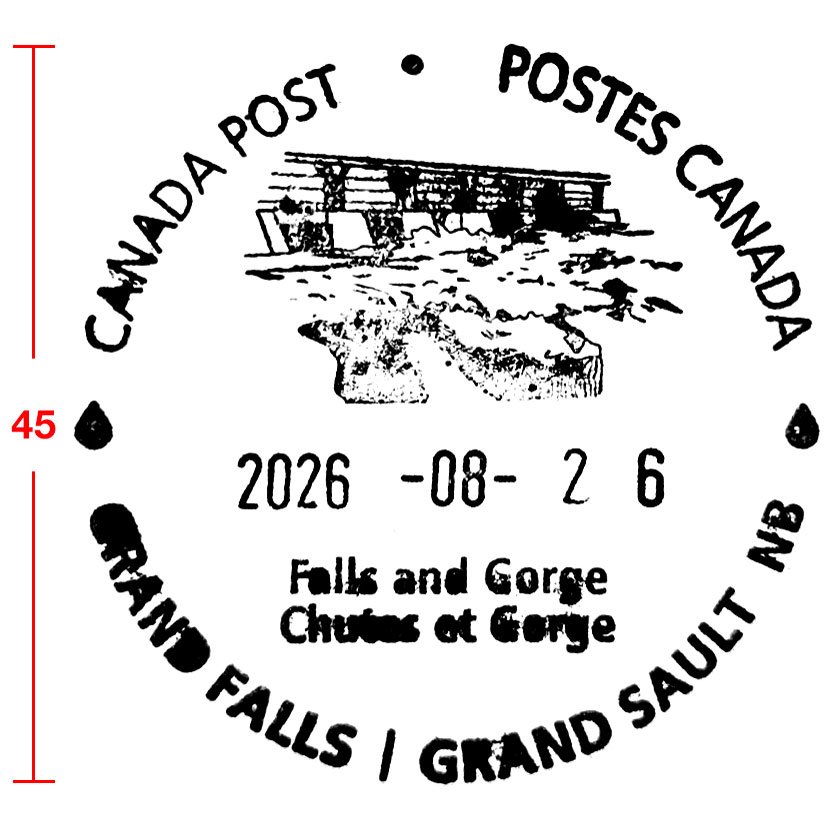 CANADA POST • POSTES CANADA
45
2026 -08- 2 6
Falls and Gorge
Chutes et Gorge
GRAND FALLS / GRAND SAULT NB